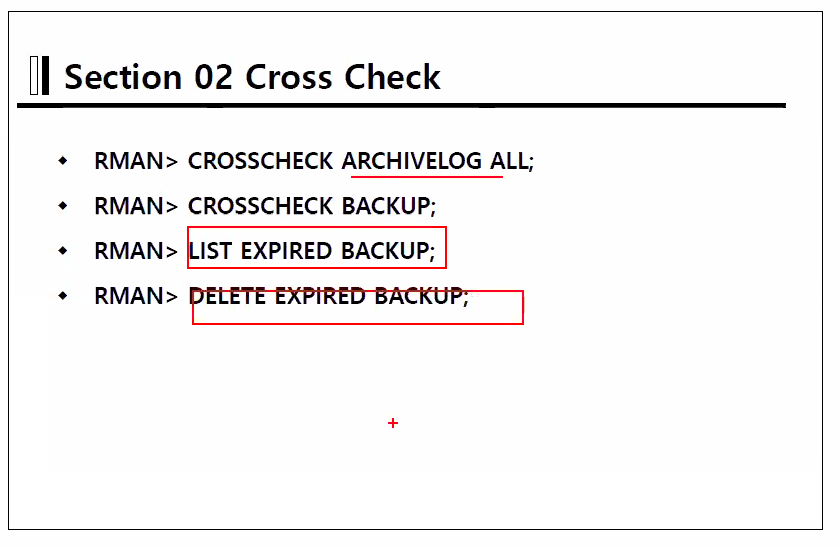 Section 02 Cross Check
RMAN> CROSSCHECK ARCHIVELOG ALL;
RMAN> CROSSCHECK BACKUP;
RMAN> LIST EXPIRED BACKUP;
RMAN> DELETE EXPIRED BACKUP;